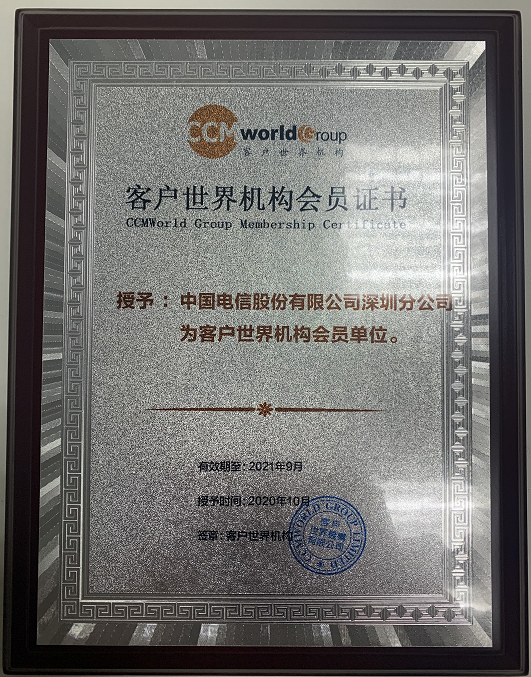 CCMworldGroup
客户世界机构
客户世界机构会员证书
CCMWorld Group Membership Certificate
授予：中国电信股份有限公司深圳分公司
为客户世界机构会员单位。
有效期至：2021年9月
授予时间：2020年10月
签章：客户世界机构